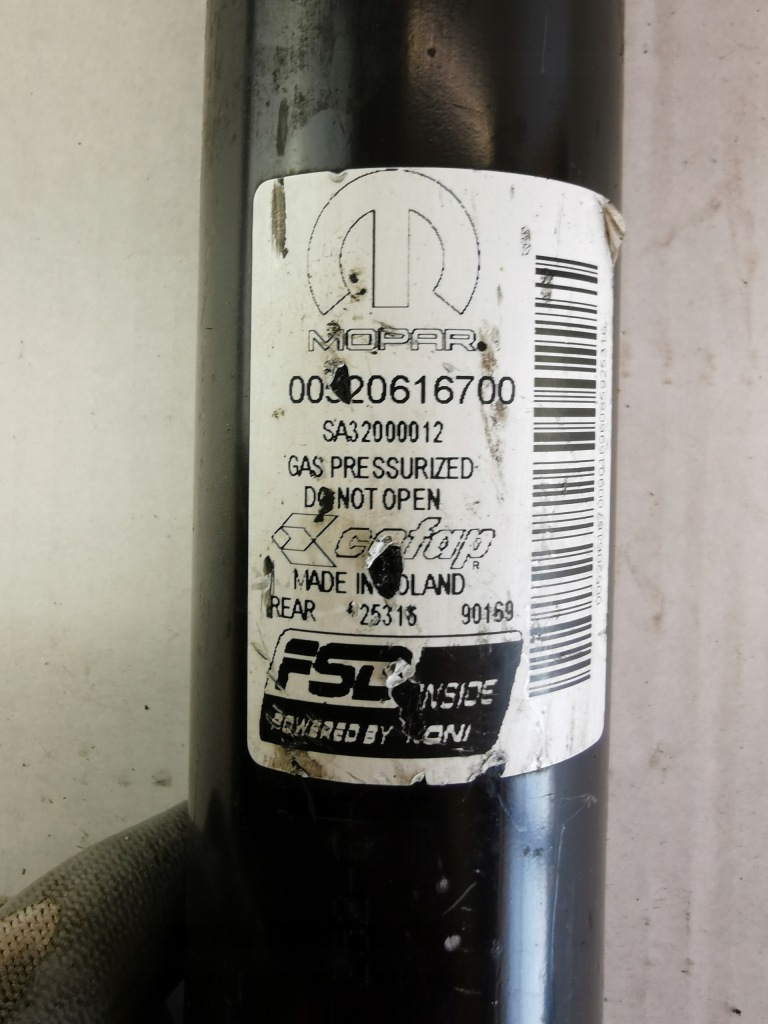 MOPAR
00520616700
SA32000012
GAS PRESSURIZED
DO NOT OPEN
cofap
MADE IN POLAND
REAR 25316 90169
FSD INSIDE
POWERED BY KONI